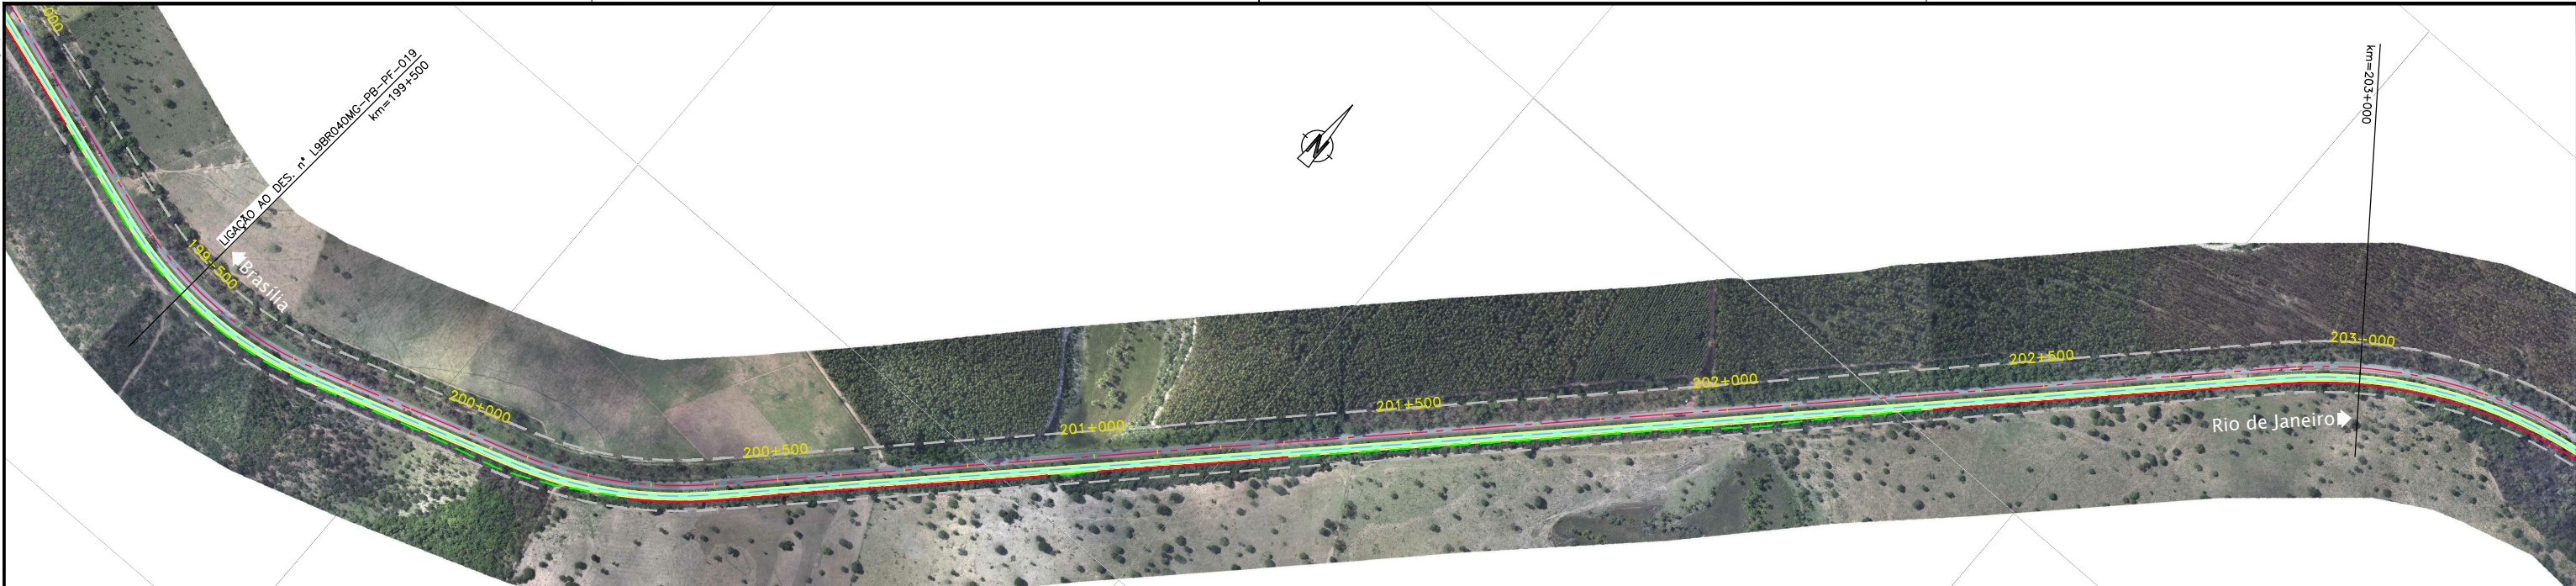 000
LIGAÇÃO AO DES. nº L9BR040MG-PB-PF-019
km=199+500
199+500
Brasília
200+000
200+500
201+000
201+500
N
202+000
202+500
203+000
km=203+000
Rio de Janeiro